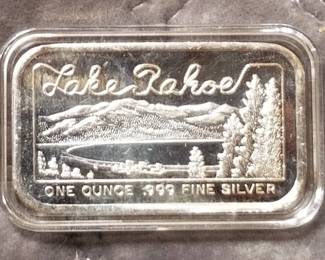 Lake Tahoe
ONE OUNCE .999 FINE SILVER